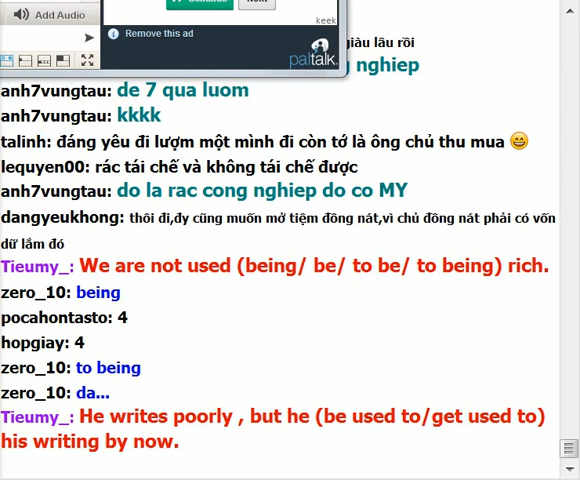 Continue
Next
Add Audio
keek
Remove this ad
paltalk.
giàu lâu rồi
nghiep
anh7vungtau: de 7 qua luom
anh7vungtau: kkkk
talinh: đáng yêu đi lượm một mình đi còn tớ là ông chủ thu mua 😄
lequyen00: rác tái chế và không tái chế được
anh7vungtau: do la rac cong nghiep do co MY
dangyeukhong: thôi đi,đy cũng muốn mở tiệm đồng nát,vì chủ đồng nát phải có vốn
dữ lắm đó
Tieumy_: We are not used (being/ be/ to be/ to being) rich.
zero_10: being
pocahontasto: 4
hopgiay: 4
zero_10: to being
zero_10: da...
Tieumy_: He writes poorly , but he (be used to/get used to)
his writing by now.